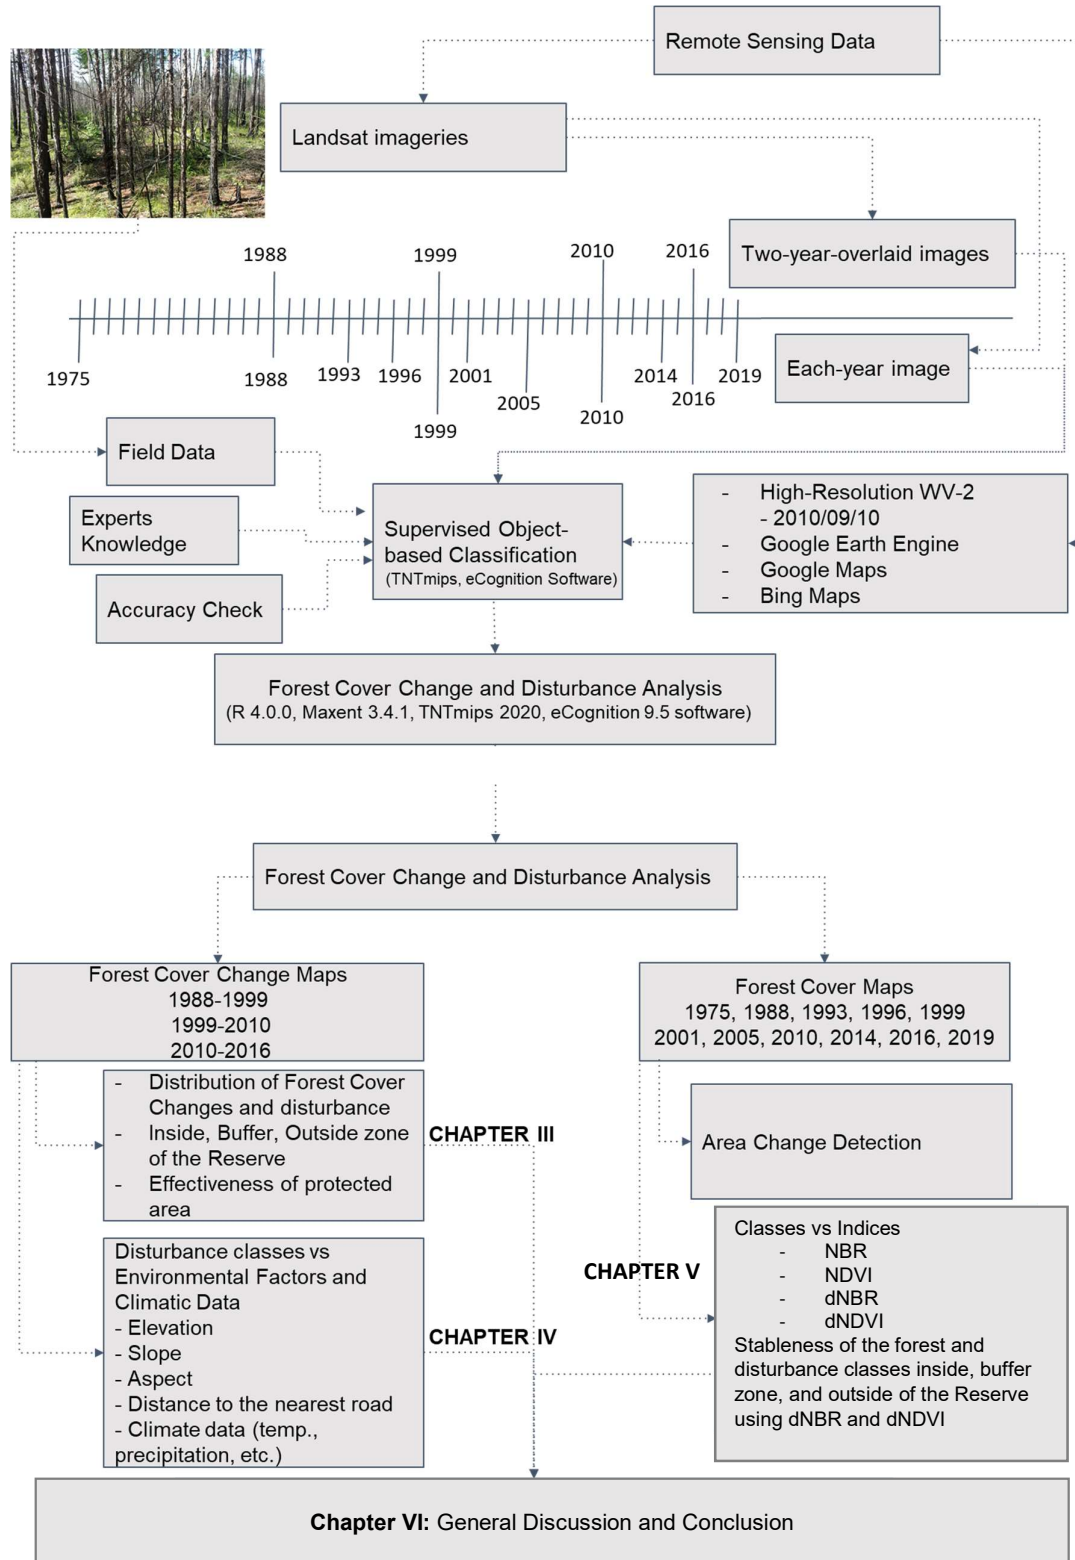 Remote Sensing Data
Landsat imageries
Two-year-overlaid images
1988
1999
2010
2016
1975
1988
1993
1996
1999
2001
2005
2010
2014
2016
2019
Each-year image
Field Data
Experts
Knowledge
Accuracy Check
Supervised Object-
based Classification
(TNTmips, eCognition Software)
- High-Resolution WV-2
- 2010/09/10
- Google Earth Engine
- Google Maps
- Bing Maps
Forest Cover Change and Disturbance Analysis
(R 4.0.0, Maxent 3.4.1, TNTmips 2020, eCognition 9.5 software)
Forest Cover Change and Disturbance Analysis
Forest Cover Change Maps
1988-1999
1999-2010
2010-2016
Forest Cover Maps
1975, 1988, 1993, 1996, 1999
2001, 2005, 2010, 2014, 2016, 2019
- Distribution of Forest Cover
Changes and disturbance
- Inside, Buffer, Outside zone
of the Reserve
- Effectiveness of protected
area
CHAPTER III
Area Change Detection
Disturbance classes vs
Environmental Factors and
Climatic Data
- Elevation
- Slope
- Aspect
- Distance to the nearest road
- Climate data (temp.,
precipitation, etc.)
CHAPTER IV
CHAPTER V
Classes vs Indices
- NBR
- NDVI
- dNBR
- dNDVI
Stableness of the forest and
disturbance classes inside, buffer
zone, and outside of the Reserve
using dNBR and dNDVI
Chapter VI: General Discussion and Conclusion